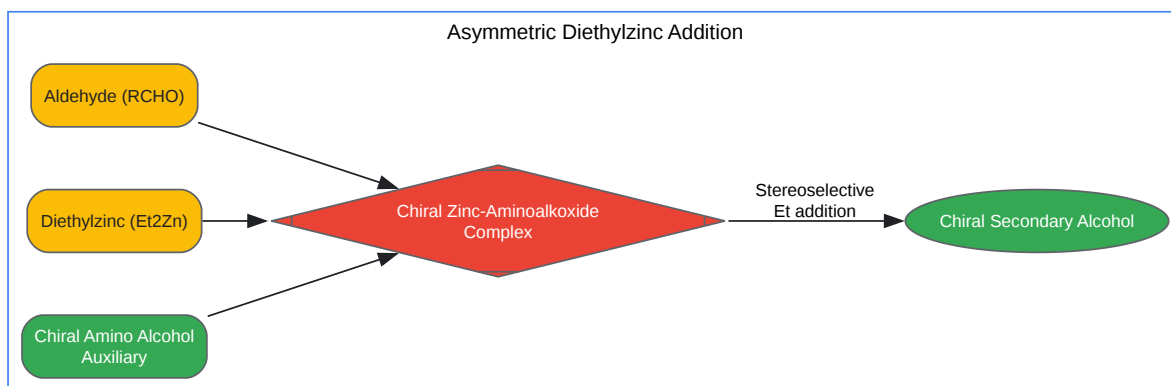 Asymmetric Diethylzinc Addition
Aldehyde (RCHO)
Diethylzinc (Et2Zn)
Chiral Amino Alcohol
Auxiliary
Chiral Zinc-Aminoalkoxide
Complex
Stereoselective
Et addition
Chiral Secondary Alcohol